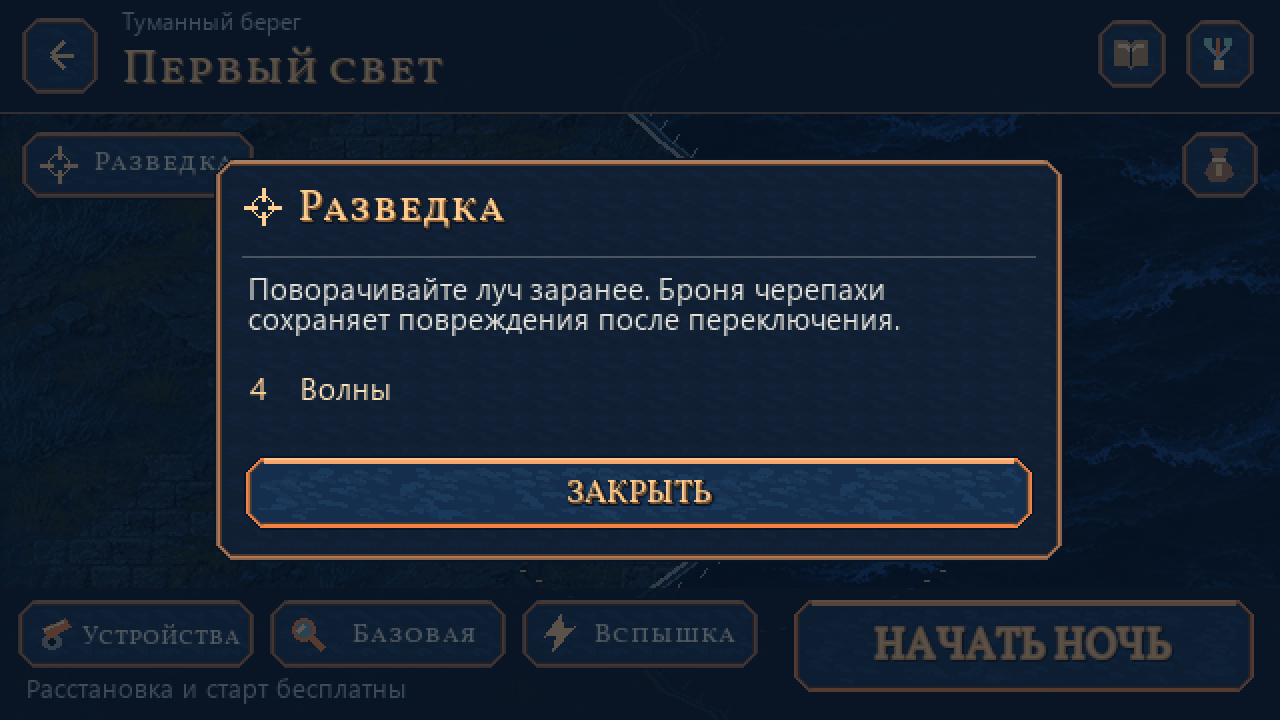 Туманный берег
Первый свет
Разведка
Разведка
Поворачивайте луч заранее. Броня черепахи
сохраняет повреждения после переключения.
4 Волны
ЗАКРЫТЬ
Устройства
Базовая
Вспышка
НАЧАТЬ НОЧЬ
Расстановка и старт бесплатны